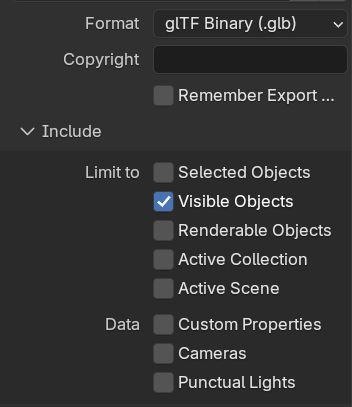 Format glTF Binary (.glb)
Copyright
Remember Export ...
Include
Limit to Selected Objects
Visible Objects
Renderable Objects
Active Collection
Active Scene
Data Custom Properties
Cameras
Punctual Lights